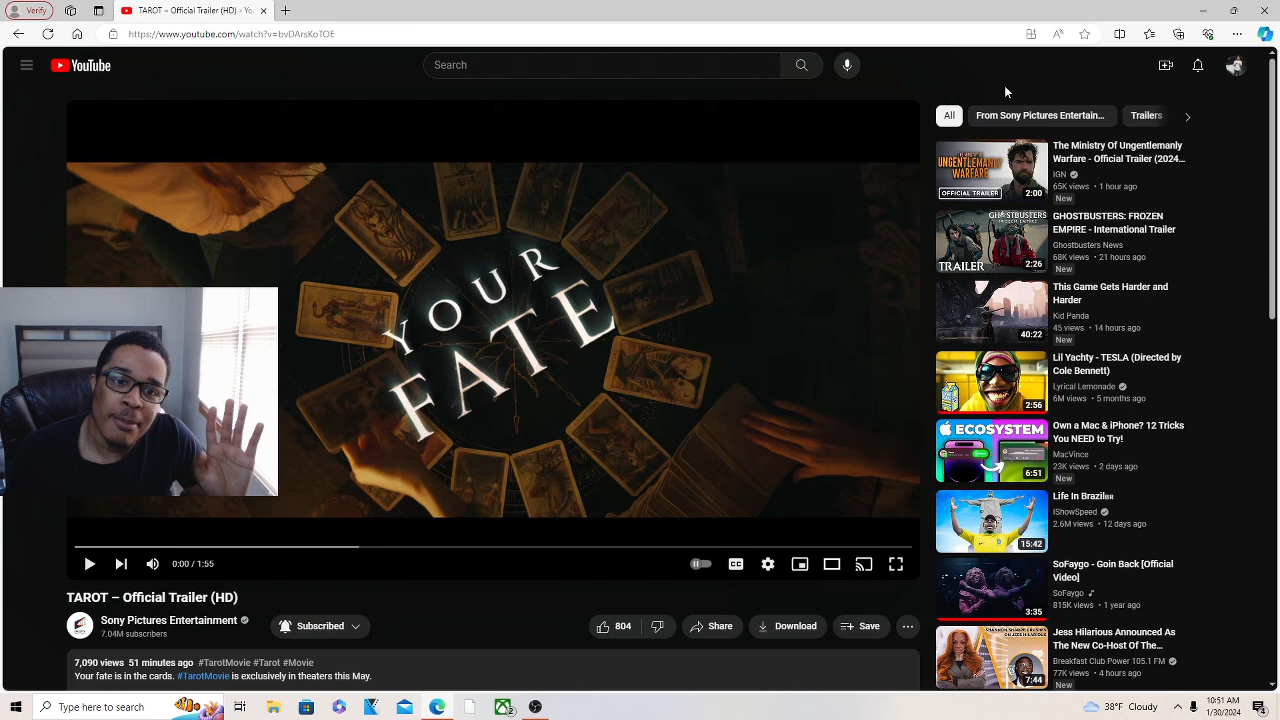 Verify
TAROT – Official Trailer (HD) - Yo
https://www.youtube.com/watch?v=bvDArsKoTOE
YouTube
Search
All
From Sony Pictures Entertain...
Trailers
YOUR
FATE
UNGENTLEMANLY
WARFARE
OFFICIAL TRAILER
2:00
The Ministry Of Ungentlemanly
Warfare - Official Trailer (2024...
IGN
65K views • 1 hour ago
New
GHOSTBUSTERS
FROZEN EMPIRE
TRAILER
2:26
GHOSTBUSTERS: FROZEN
EMPIRE - International Trailer
Ghostbusters News
68K views • 21 hours ago
New
40:22
This Game Gets Harder and
Harder
Kid Panda
45 views • 14 hours ago
New
2:56
Lil Yachty - TESLA (Directed by
Cole Bennett)
Lyrical Lemonade
6M views • 5 months ago
ECOSYSTEM
6:51
Own a Mac & iPhone? 12 Tricks
You NEED to Try!
MacVince
23K views • 2 days ago
New
15:42
Life In Brazil🇧🇷
IShowSpeed
2.6M views • 12 days ago
3:35
SoFaygo - Goin Back [Official
Video]
SoFaygo
815K views • 1 year ago
7:44
Jess Hilarious Announced As
The New Co-Host Of The...
Breakfast Club Power 105.1 FM
77K views • 4 hours ago
New
0:00 / 1:55
CC
TAROT – Official Trailer (HD)
Sony Pictures Entertainment
7.04M subscribers
Subscribed
804
Share
Download
Save
7,090 views 51 minutes ago #TarotMovie #Tarot #Movie
Your fate is in the cards. #TarotMovie is exclusively in theaters this May.
Type here to search
38°F Cloudy
10:51 AM
1/30/2024